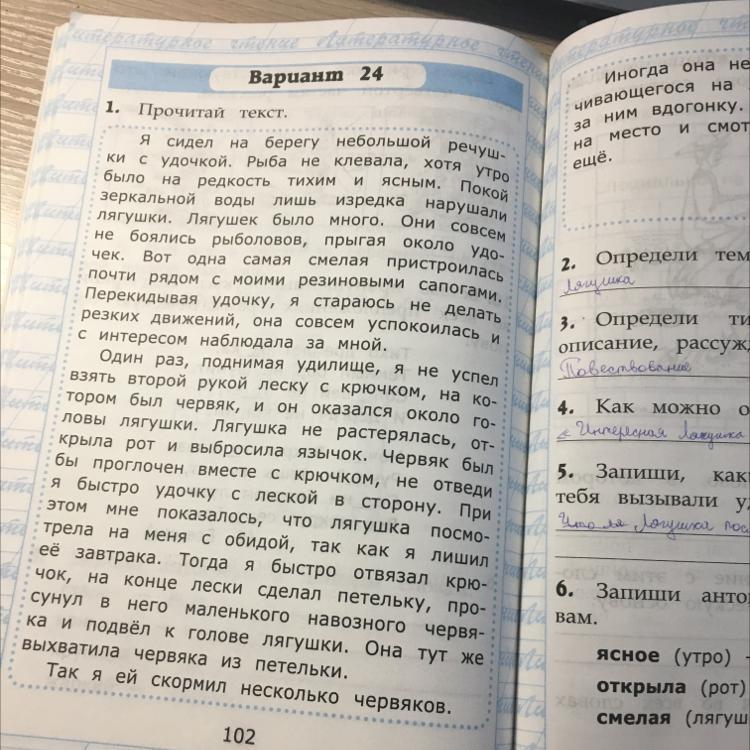 Литературное чтение Литературное чтение
Вариант 24
1. Прочитай текст.
Я сидел на берегу небольшой речуш-
ки с удочкой. Рыба не клевала, хотя утро
было на редкость тихим и ясным. Покой
зеркальной воды лишь изредка нарушали
лягушки. Лягушек было много. Они совсем
не боялись рыболовов, прыгая около удо-
чек. Вот одна самая смелая пристроилась
почти рядом с моими резиновыми сапогами.
Перекидывая удочку, я стараюсь не делать
резких движений, она совсем успокоилась и
с интересом наблюдала за мной.
Один раз, поднимая удилище, я не успел
взять второй рукой леску с крючком, на ко-
тором был червяк, и он оказался около го-
ловы лягушки. Лягушка не растерялась, от-
крыла рот и выбросила язычок. Червяк был
бы проглочен вместе с крючком, не отведи
я быстро удочку с леской в сторону. При
этом мне показалось, что лягушка посмо-
трела на меня с обидой, так как я лишил
её завтрака. Тогда я быстро отвязал крю-
чок, на конце лески сделал петельку, про-
сунул в него маленького навозного червя-
ка и подвёл к голове лягушки. Она тут же
выхватила червяка из петельки.
Так я ей скормил несколько червяков.
102
Иногда она не
чивающегося на
за ним вдогонку.
на место и смот
ещё.
2. Определи тем
Лягушка
3. Определи ти
описание, рассуж
Повествование
4. Как можно о
« Интересная лягушка
5. Запиши, как
тебя вызывали у
лягушка пос
6. Запиши анто
вам.
ясное (утро) -
открыла (рот)
смелая (лягуш